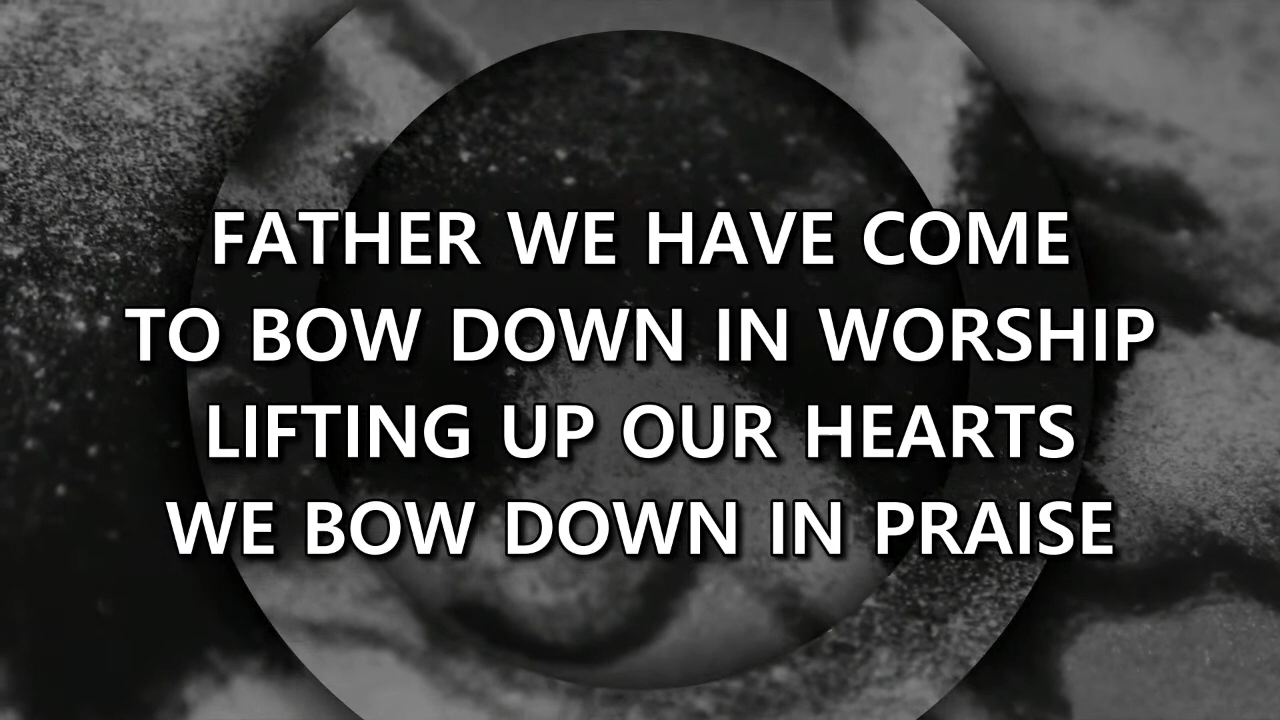 FATHER WE HAVE COME
TO BOW DOWN IN WORSHIP
LIFTING UP OUR HEARTS
WE BOW DOWN IN PRAISE